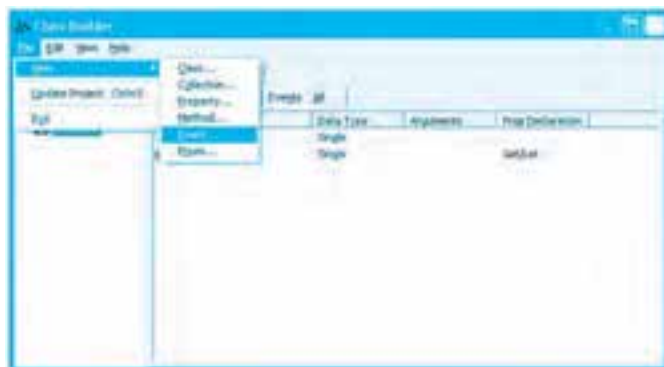 Class Builder
File Edit View Help
New
Class...
Collection...
Property...
Method...
Event...
Enum...
Update Project Ctrl+S
Exit
Events All
Data Type Arguments Prop Declaration
Single
Single Get/Let